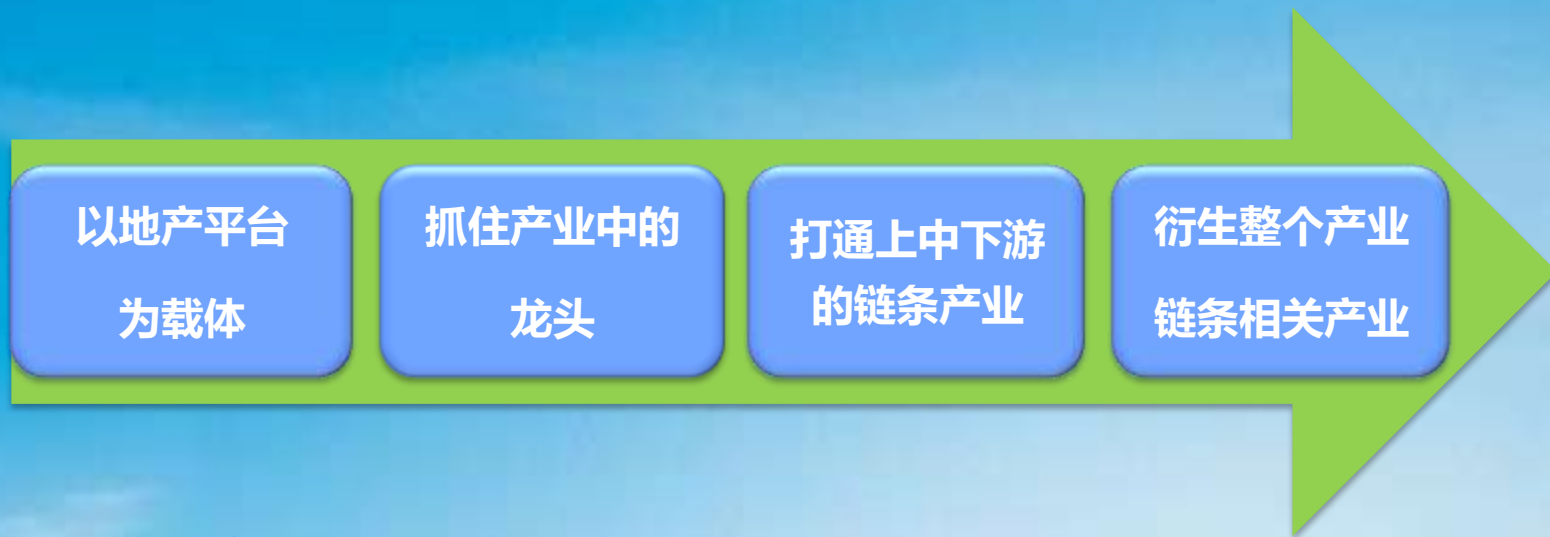 以地产平台
为载体
抓住产业中的
龙头
打通上中下游
的链条产业
衍生整个产业
链条相关产业